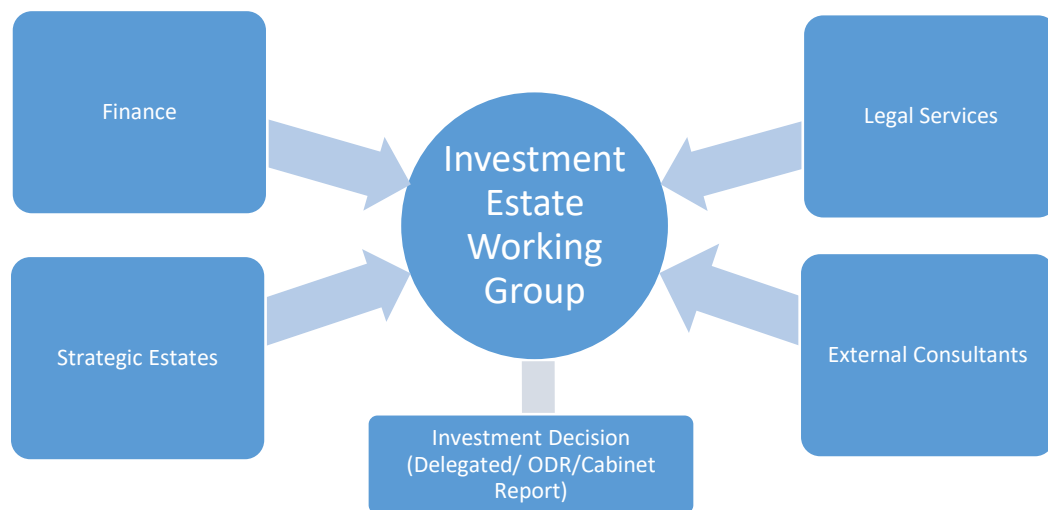 Finance
Legal Services
Investment
Estate
Working
Group
Strategic Estates
External Consultants
Investment Decision
(Delegated/ ODR/Cabinet
Report)